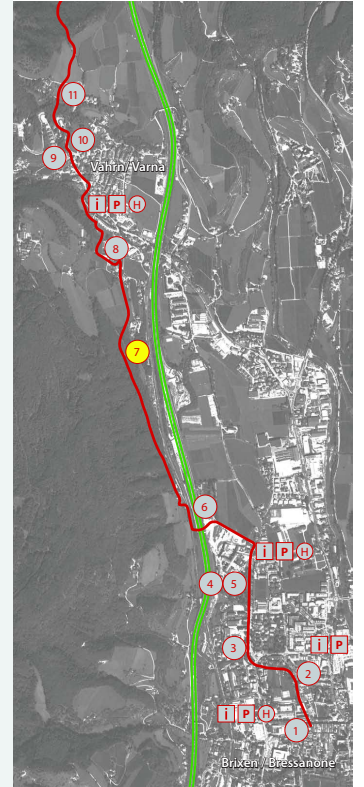 11
10
9
Vahrn/Varna
i P H
8
7
6
i P H
4 5
3
i P
2
i P H
1
Brixen / Bressanone